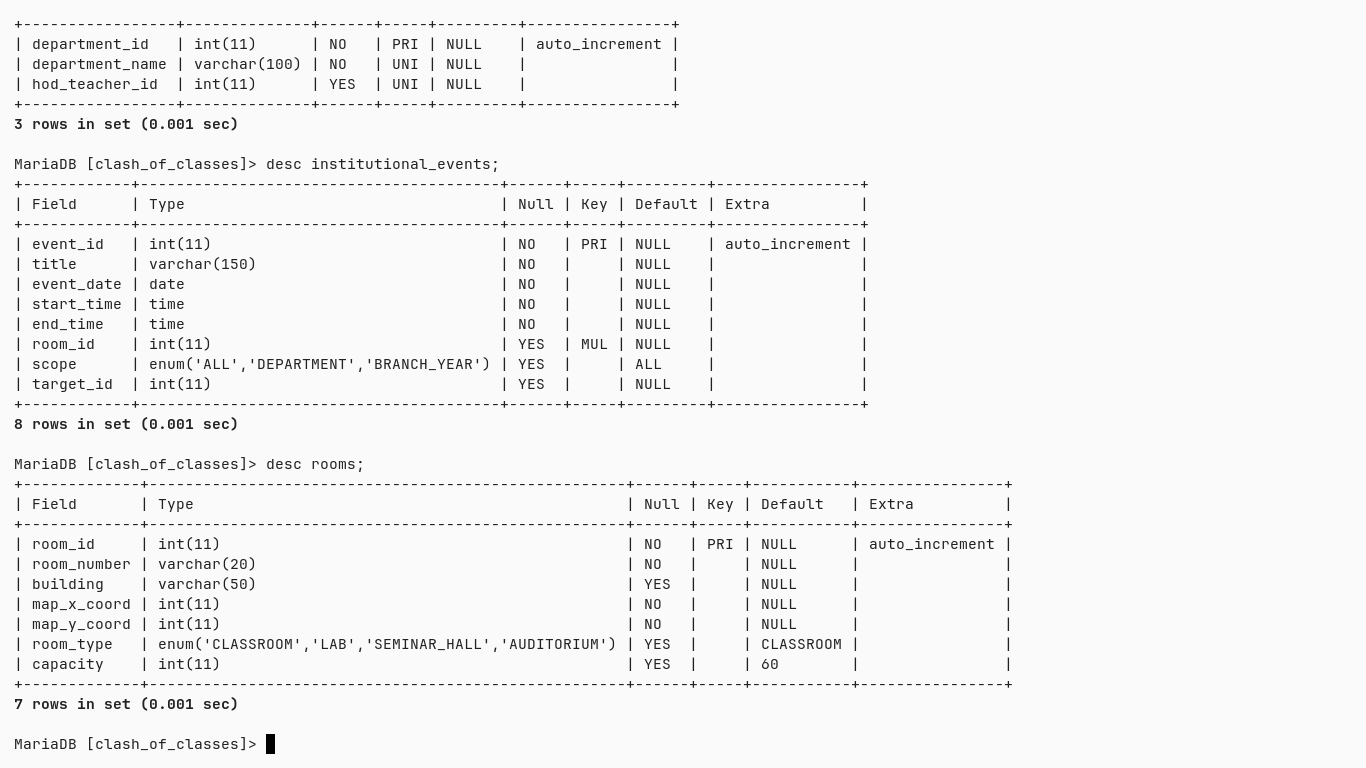 +-----------------+--------------+------+-----+---------+----------------+
| department_id   | int(11)      | NO   | PRI | NULL    | auto_increment |
| department_name | varchar(100) | NO   | UNI | NULL    |                |
| hod_teacher_id  | int(11)      | YES  | UNI | NULL    |                |
+-----------------+--------------+------+-----+---------+----------------+
3 rows in set (0.001 sec)

MariaDB [clash_of_classes]> desc institutional_events;
+------------+----------------------------------------+------+-----+---------+----------------+
| Field      | Type                                   | Null | Key | Default | Extra          |
+------------+----------------------------------------+------+-----+---------+----------------+
| event_id   | int(11)                                | NO   | PRI | NULL    | auto_increment |
| title      | varchar(150)                           | NO   |     | NULL    |                |
| event_date | date                                   | NO   |     | NULL    |                |
| start_time | time                                   | NO   |     | NULL    |                |
| end_time   | time                                   | NO   |     | NULL    |                |
| room_id    | int(11)                                | YES  | MUL | NULL    |                |
| scope      | enum('ALL','DEPARTMENT','BRANCH_YEAR') | YES  |     | ALL     |                |
| target_id  | int(11)                                | YES  |     | NULL    |                |
+------------+----------------------------------------+------+-----+---------+----------------+
8 rows in set (0.001 sec)

MariaDB [clash_of_classes]> desc rooms;
+-------------+-----------------------------------------------------+------+-----+-----------+----------------+
| Field       | Type                                                | Null | Key | Default   | Extra          |
+-------------+-----------------------------------------------------+------+-----+-----------+----------------+
| room_id     | int(11)                                             | NO   | PRI | NULL      | auto_increment |
| room_number | varchar(20)                                         | NO   |     | NULL      |                |
| building    | varchar(50)                                         | YES  |     | NULL      |                |
| map_x_coord | int(11)                                             | NO   |     | NULL      |                |
| map_y_coord | int(11)                                             | NO   |     | NULL      |                |
| room_type   | enum('CLASSROOM','LAB','SEMINAR_HALL','AUDITORIUM') | YES  |     | CLASSROOM |                |
| capacity    | int(11)                                             | YES  |     | 60        |                |
+-------------+-----------------------------------------------------+------+-----+-----------+----------------+
7 rows in set (0.001 sec)

MariaDB [clash_of_classes]>